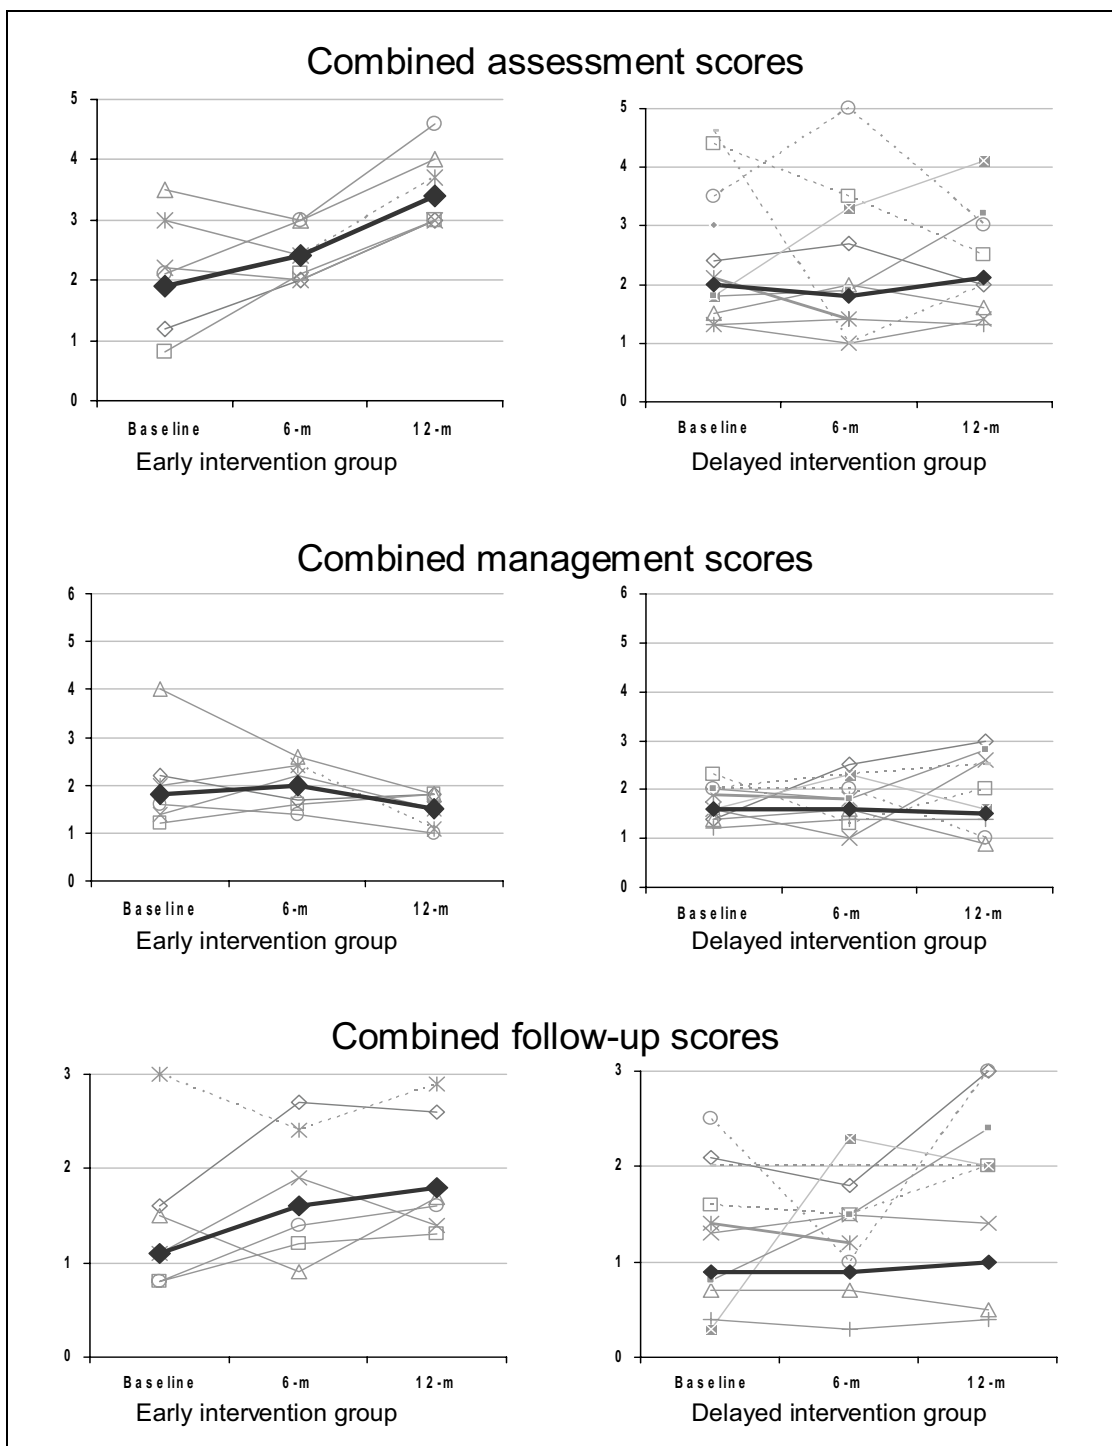 Combined assessment scores
5
4
3
2
1
0
Baseline 6-m 12-m
Early intervention group
5
4
3
2
1
0
Baseline 6-m 12-m
Delayed intervention group
Combined management scores
6
5
4
3
2
1
0
Baseline 6-m 12-m
Early intervention group
6
5
4
3
2
1
0
Baseline 6-m 12-m
Delayed intervention group
Combined follow-up scores
3
2
1
0
Baseline 6-m 12-m
Early intervention group
3
2
1
0
Baseline 6-m 12-m
Delayed intervention group